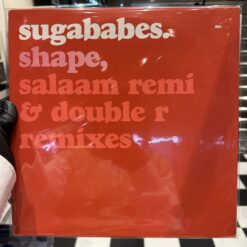 sugababes.
shape,
salaam remi
& double r
remixes